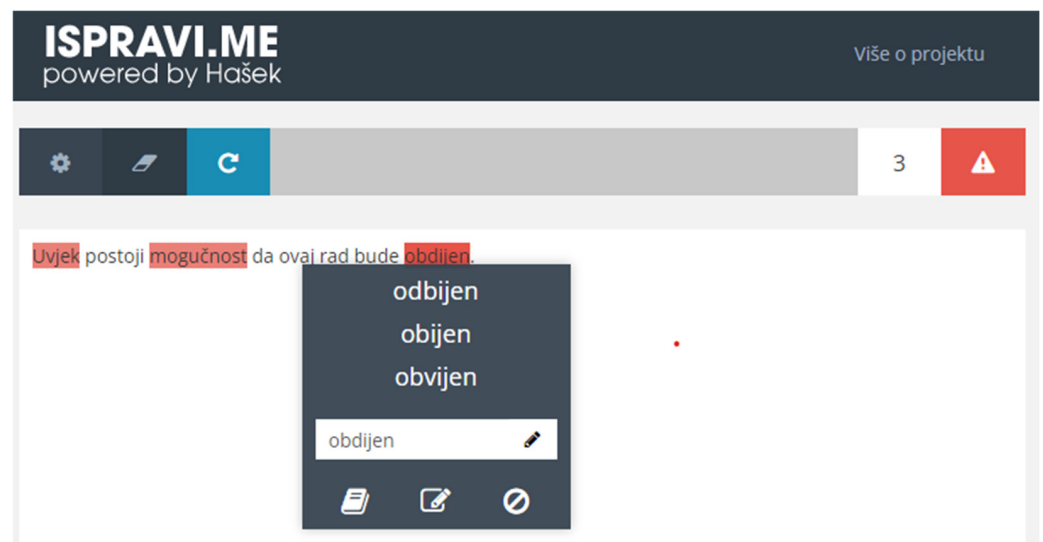 ISPRAVI.ME
powered by Hašek
Više o projektu
3
Uvjek postoji mogučnost da ovaj rad bude obdijen.
odbijen
obijen
obvijen
obdijen